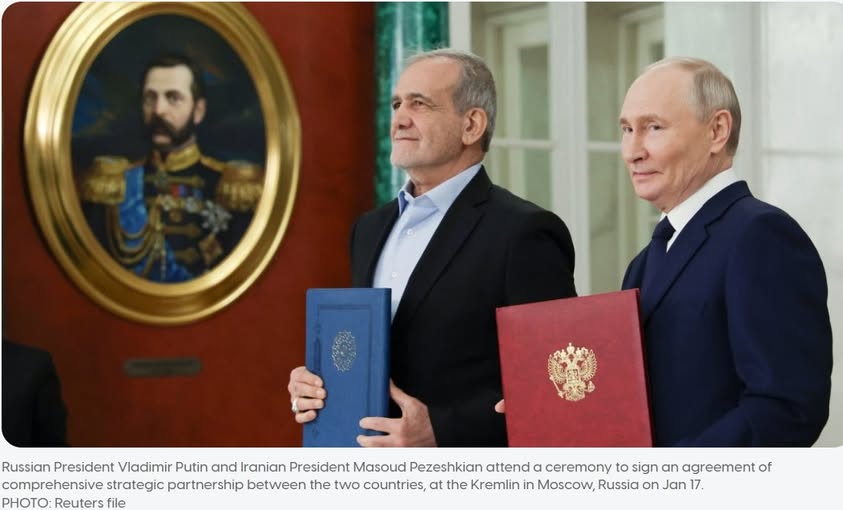 Russian President Vladimir Putin and Iranian President Masoud Pezeshkian attend a ceremony to sign an agreement of
comprehensive strategic partnership between the two countries, at the Kremlin in Moscow, Russia on Jan 17.
PHOTO: Reuters file